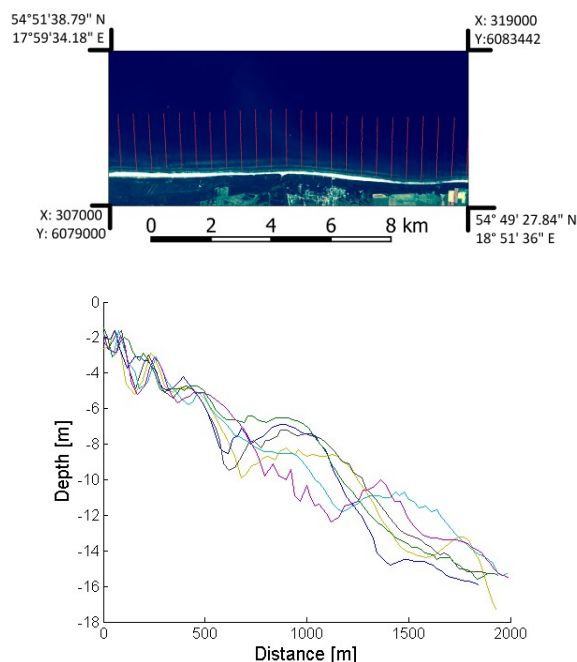 54°51'38.79" N
17°59'34.18" E
X: 319000
Y:6083442
X: 307000
Y: 6079000
0 2 4 6 8 km
54° 49' 27.84" N
18° 51' 36" E
0
-2
-4
-6
-8
-10
-12
-14
-16
-18
Depth [m]
0 500 1000 1500 2000
Distance [m]